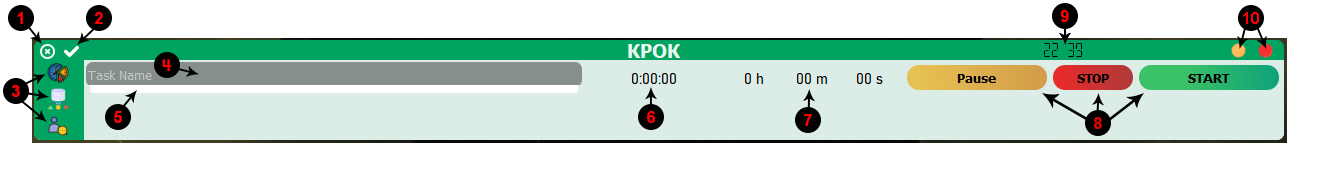 1 2 9 10
КРОК
22 39
3 4 Task Name
0:00:00 0 h 00 m 00 s Pause STOP START
5 6 7 8